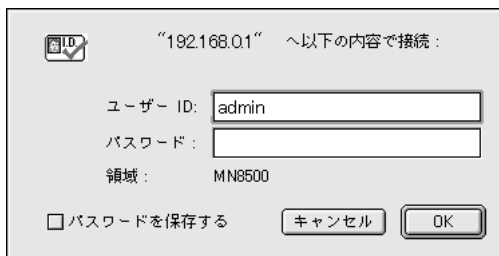 I.D.
“192.168.0.1” へ以下の内容で接続：
ユーザー ID: admin
パスワード：
領域： MN8500
パスワードを保存する キャンセル OK